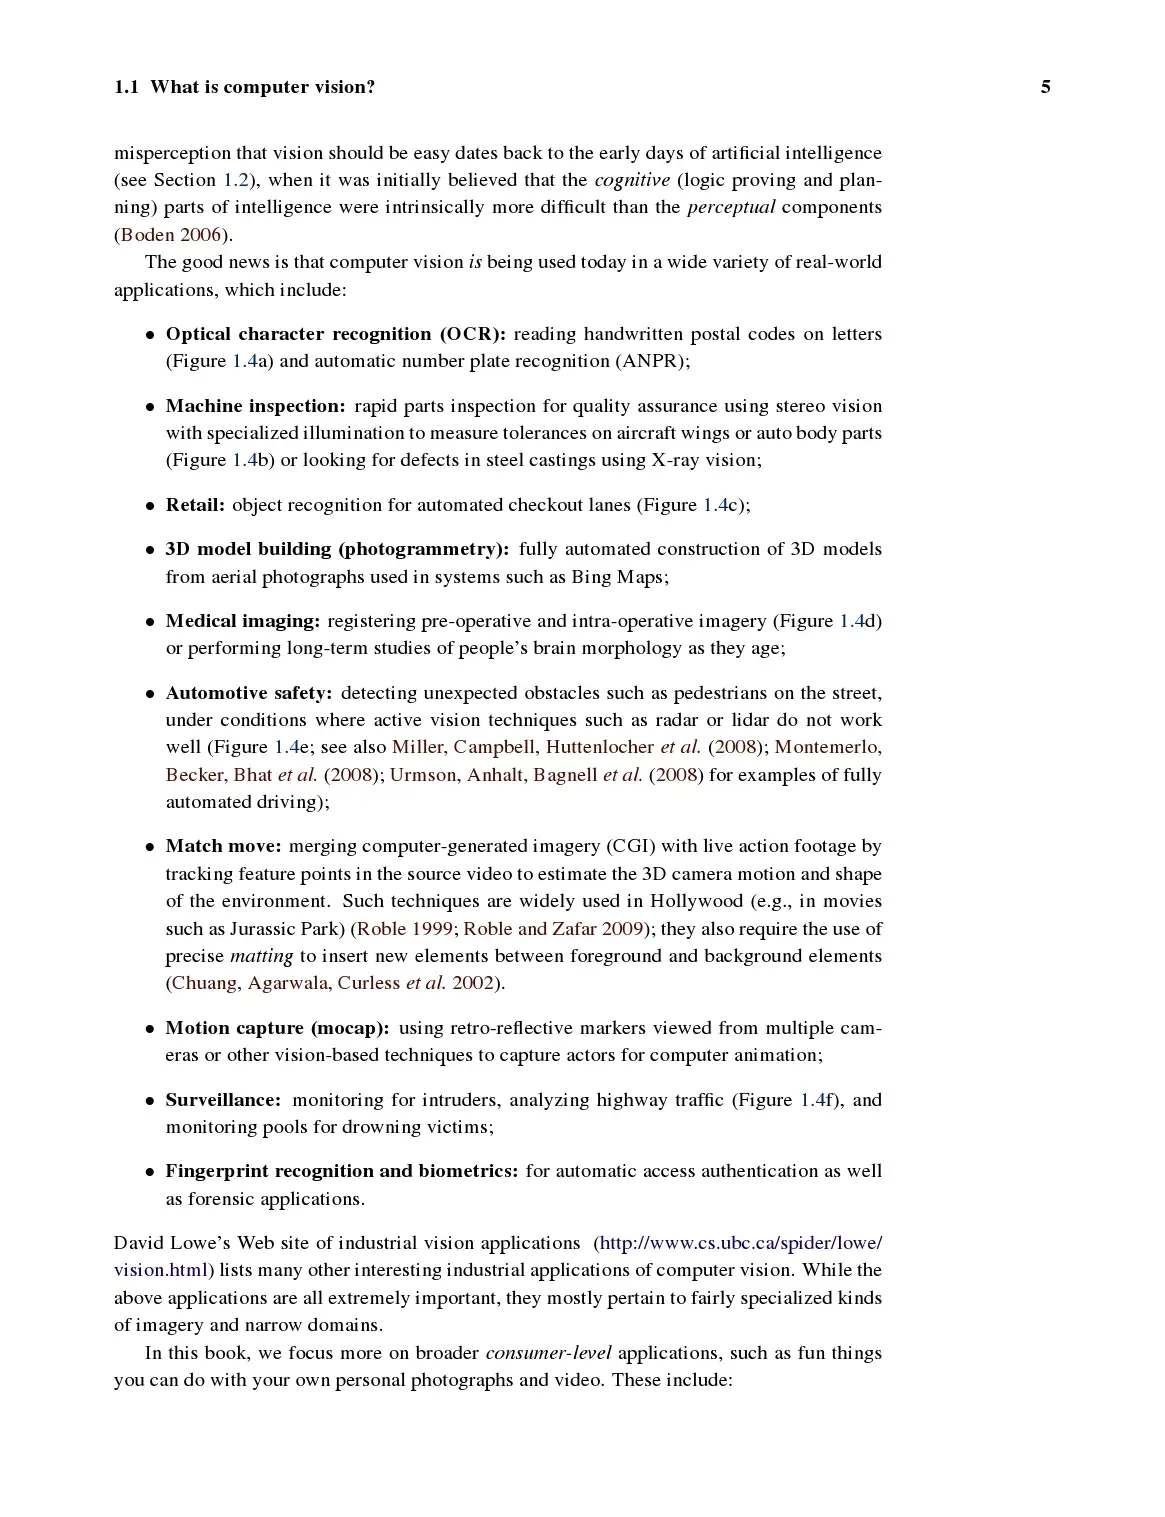 1.1 What is computer vision? 5
misperception that vision should be easy dates back to the early days of artificial intelligence
(see Section 1.2), when it was initially believed that the cognitive (logic proving and plan-
ning) parts of intelligence were intrinsically more difficult than the perceptual components
(Boden 2006).
The good news is that computer vision is being used today in a wide variety of real-world
applications, which include:
• Optical character recognition (OCR): reading handwritten postal codes on letters
(Figure 1.4a) and automatic number plate recognition (ANPR);
• Machine inspection: rapid parts inspection for quality assurance using stereo vision
with specialized illumination to measure tolerances on aircraft wings or auto body parts
(Figure 1.4b) or looking for defects in steel castings using X-ray vision;
• Retail: object recognition for automated checkout lanes (Figure 1.4c);
• 3D model building (photogrammetry): fully automated construction of 3D models
from aerial photographs used in systems such as Bing Maps;
• Medical imaging: registering pre-operative and intra-operative imagery (Figure 1.4d)
or performing long-term studies of people's brain morphology as they age;
• Automotive safety: detecting unexpected obstacles such as pedestrians on the street,
under conditions where active vision techniques such as radar or lidar do not work
well (Figure 1.4e; see also Miller, Campbell, Huttenlocher et al. (2008); Montemerlo,
Becker, Bhat et al. (2008); Urmson, Anhalt, Bagnell et al. (2008) for examples of fully
automated driving);
• Match move: merging computer-generated imagery (CGI) with live action footage by
tracking feature points in the source video to estimate the 3D camera motion and shape
of the environment. Such techniques are widely used in Hollywood (e.g., in movies
such as Jurassic Park) (Roble 1999; Roble and Zafar 2009); they also require the use of
precise matting to insert new elements between foreground and background elements
(Chuang, Agarwala, Curless et al. 2002).
• Motion capture (mocap): using retro-reflective markers viewed from multiple cam-
eras or other vision-based techniques to capture actors for computer animation;
• Surveillance: monitoring for intruders, analyzing highway traffic (Figure 1.4f), and
monitoring pools for drowning victims;
• Fingerprint recognition and biometrics: for automatic access authentication as well
as forensic applications.
David Lowe's Web site of industrial vision applications (http://www.cs.ubc.ca/spider/lowe/
vision.html) lists many other interesting industrial applications of computer vision. While the
above applications are all extremely important, they mostly pertain to fairly specialized kinds
of imagery and narrow domains.
In this book, we focus more on broader consumer-level applications, such as fun things
you can do with your own personal photographs and video. These include: